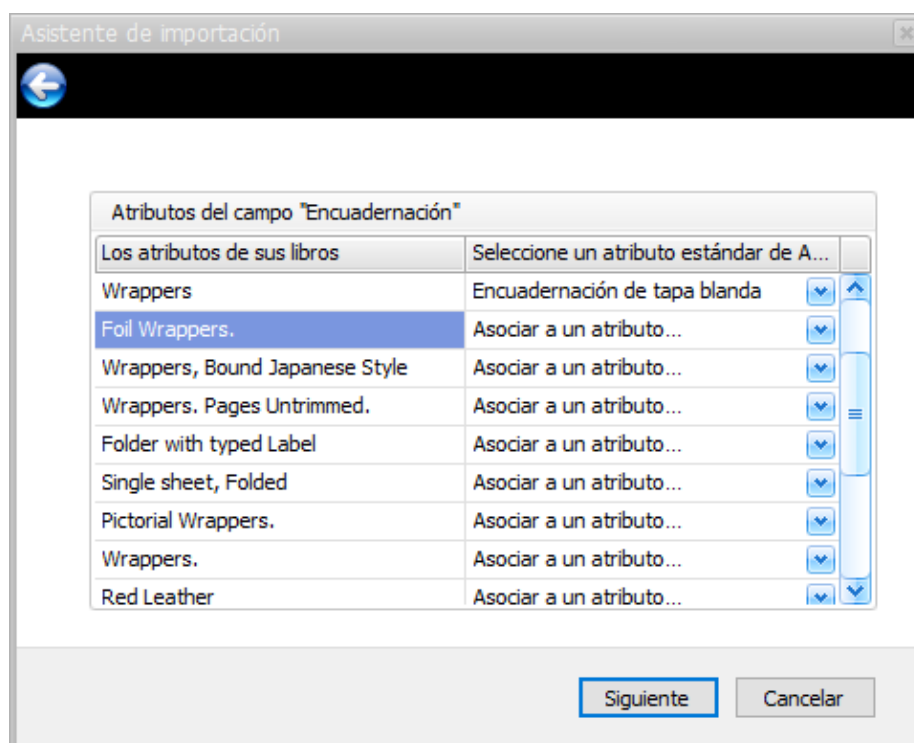 Asistente de importación
Atributos del campo "Encuadernación"
Los atributos de sus libros Seleccione un atributo estándar de A...
Wrappers Encuadernación de tapa blanda
Foil Wrappers. Asociar a un atributo...
Wrappers, Bound Japanese Style Asociar a un atributo...
Wrappers. Pages Untrimmed. Asociar a un atributo...
Folder with typed Label Asociar a un atributo...
Single sheet, Folded Asociar a un atributo...
Pictorial Wrappers. Asociar a un atributo...
Wrappers. Asociar a un atributo...
Red Leather Asociar a un atributo...
Siguiente Cancelar